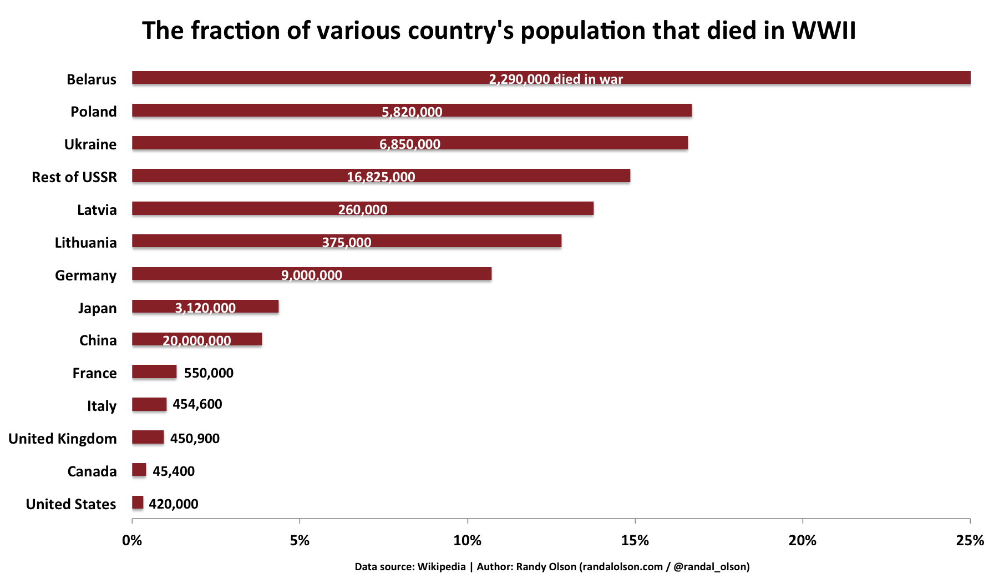 The fraction of various country's population that died in WWII
Belarus 2,290,000 died in war
Poland 5,820,000
Ukraine 6,850,000
Rest of USSR 16,825,000
Latvia 260,000
Lithuania 375,000
Germany 9,000,000
Japan 3,120,000
China 20,000,000
France 550,000
Italy 454,600
United Kingdom 450,900
Canada 45,400
United States 420,000
0% 5% 10% 15% 20% 25%
Data source: Wikipedia | Author: Randy Olson (randalolson.com / @randal_olson)